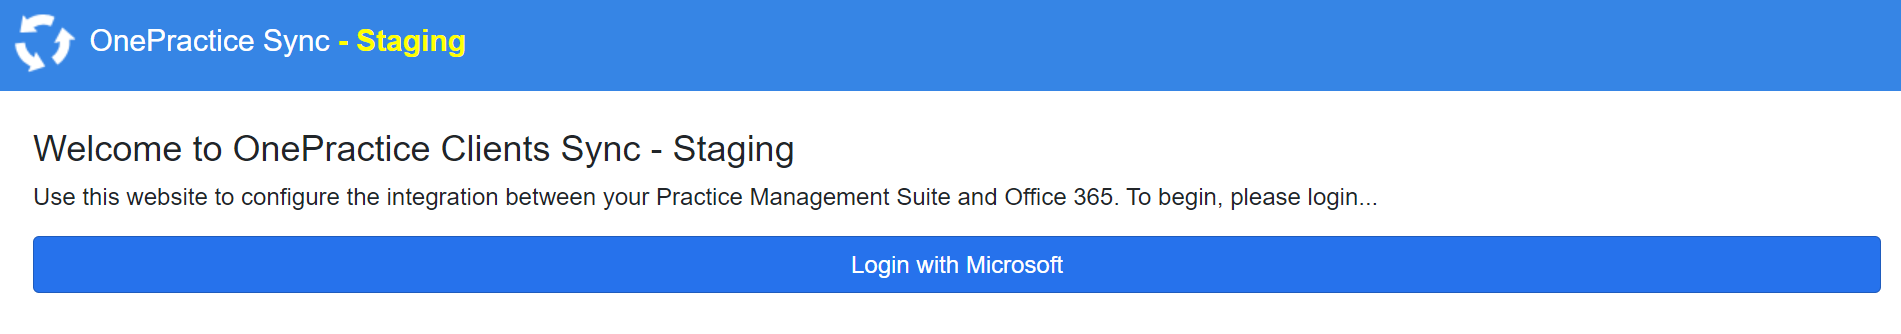 OnePractice Sync - Staging
Welcome to OnePractice Clients Sync - Staging
Use this website to configure the integration between your Practice Management Suite and Office 365. To begin, please login...
Login with Microsoft